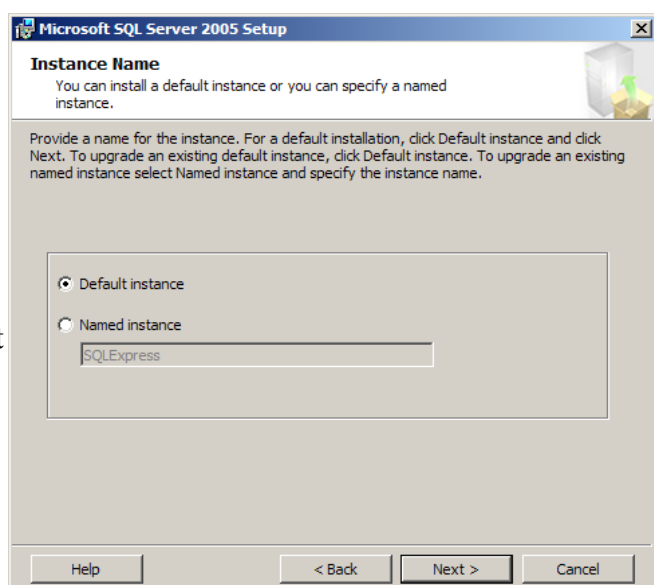 Microsoft SQL Server 2005 Setup
Instance Name
You can install a default instance or you can specify a named
instance.
Provide a name for the instance. For a default installation, click Default instance and click
Next. To upgrade an existing default instance, click Default instance. To upgrade an existing
named instance select Named instance and specify the instance name.
Default instance
Named instance
t
SQLExpress
Help
< Back
Next >
Cancel